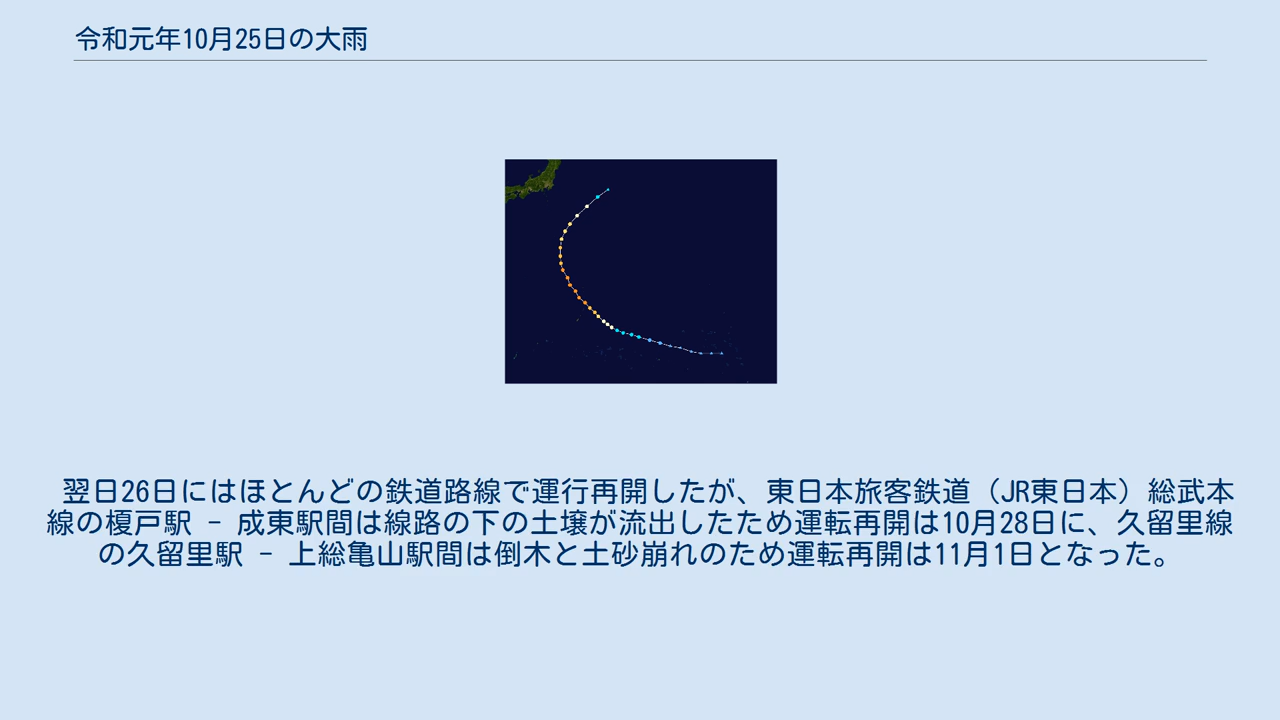 令和元年10月25日の大雨
翌日26日にはほとんどの鉄道路線で運行再開したが、東日本旅客鉄道（JR東日本）総武本
線の榎戸駅 － 成東駅間は線路の下の土壌が流出したため運転再開は10月28日に、久留里線
の久留里駅 － 上総亀山駅間は倒木と土砂崩れのため運転再開は11月1日となった。